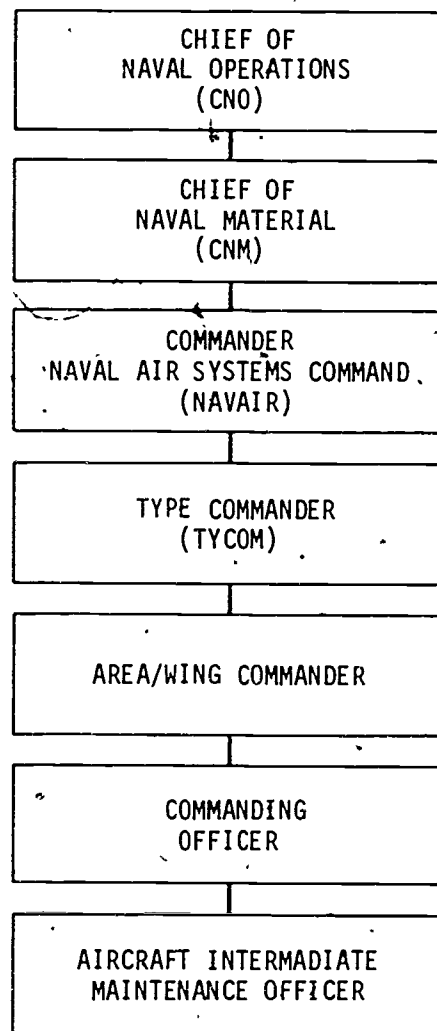 CHIEF OF
NAVAL OPERATIONS
(CNO)
CHIEF OF
NAVAL MATERIAL
(CNM)
COMMANDER
NAVAL AIR SYSTEMS COMMAND
(NAVAIR)
TYPE COMMANDER
(TYCOM)
AREA/WING COMMANDER
COMMANDING
OFFICER
AIRCRAFT INTERMADIATE
MAINTENANCE OFFICER